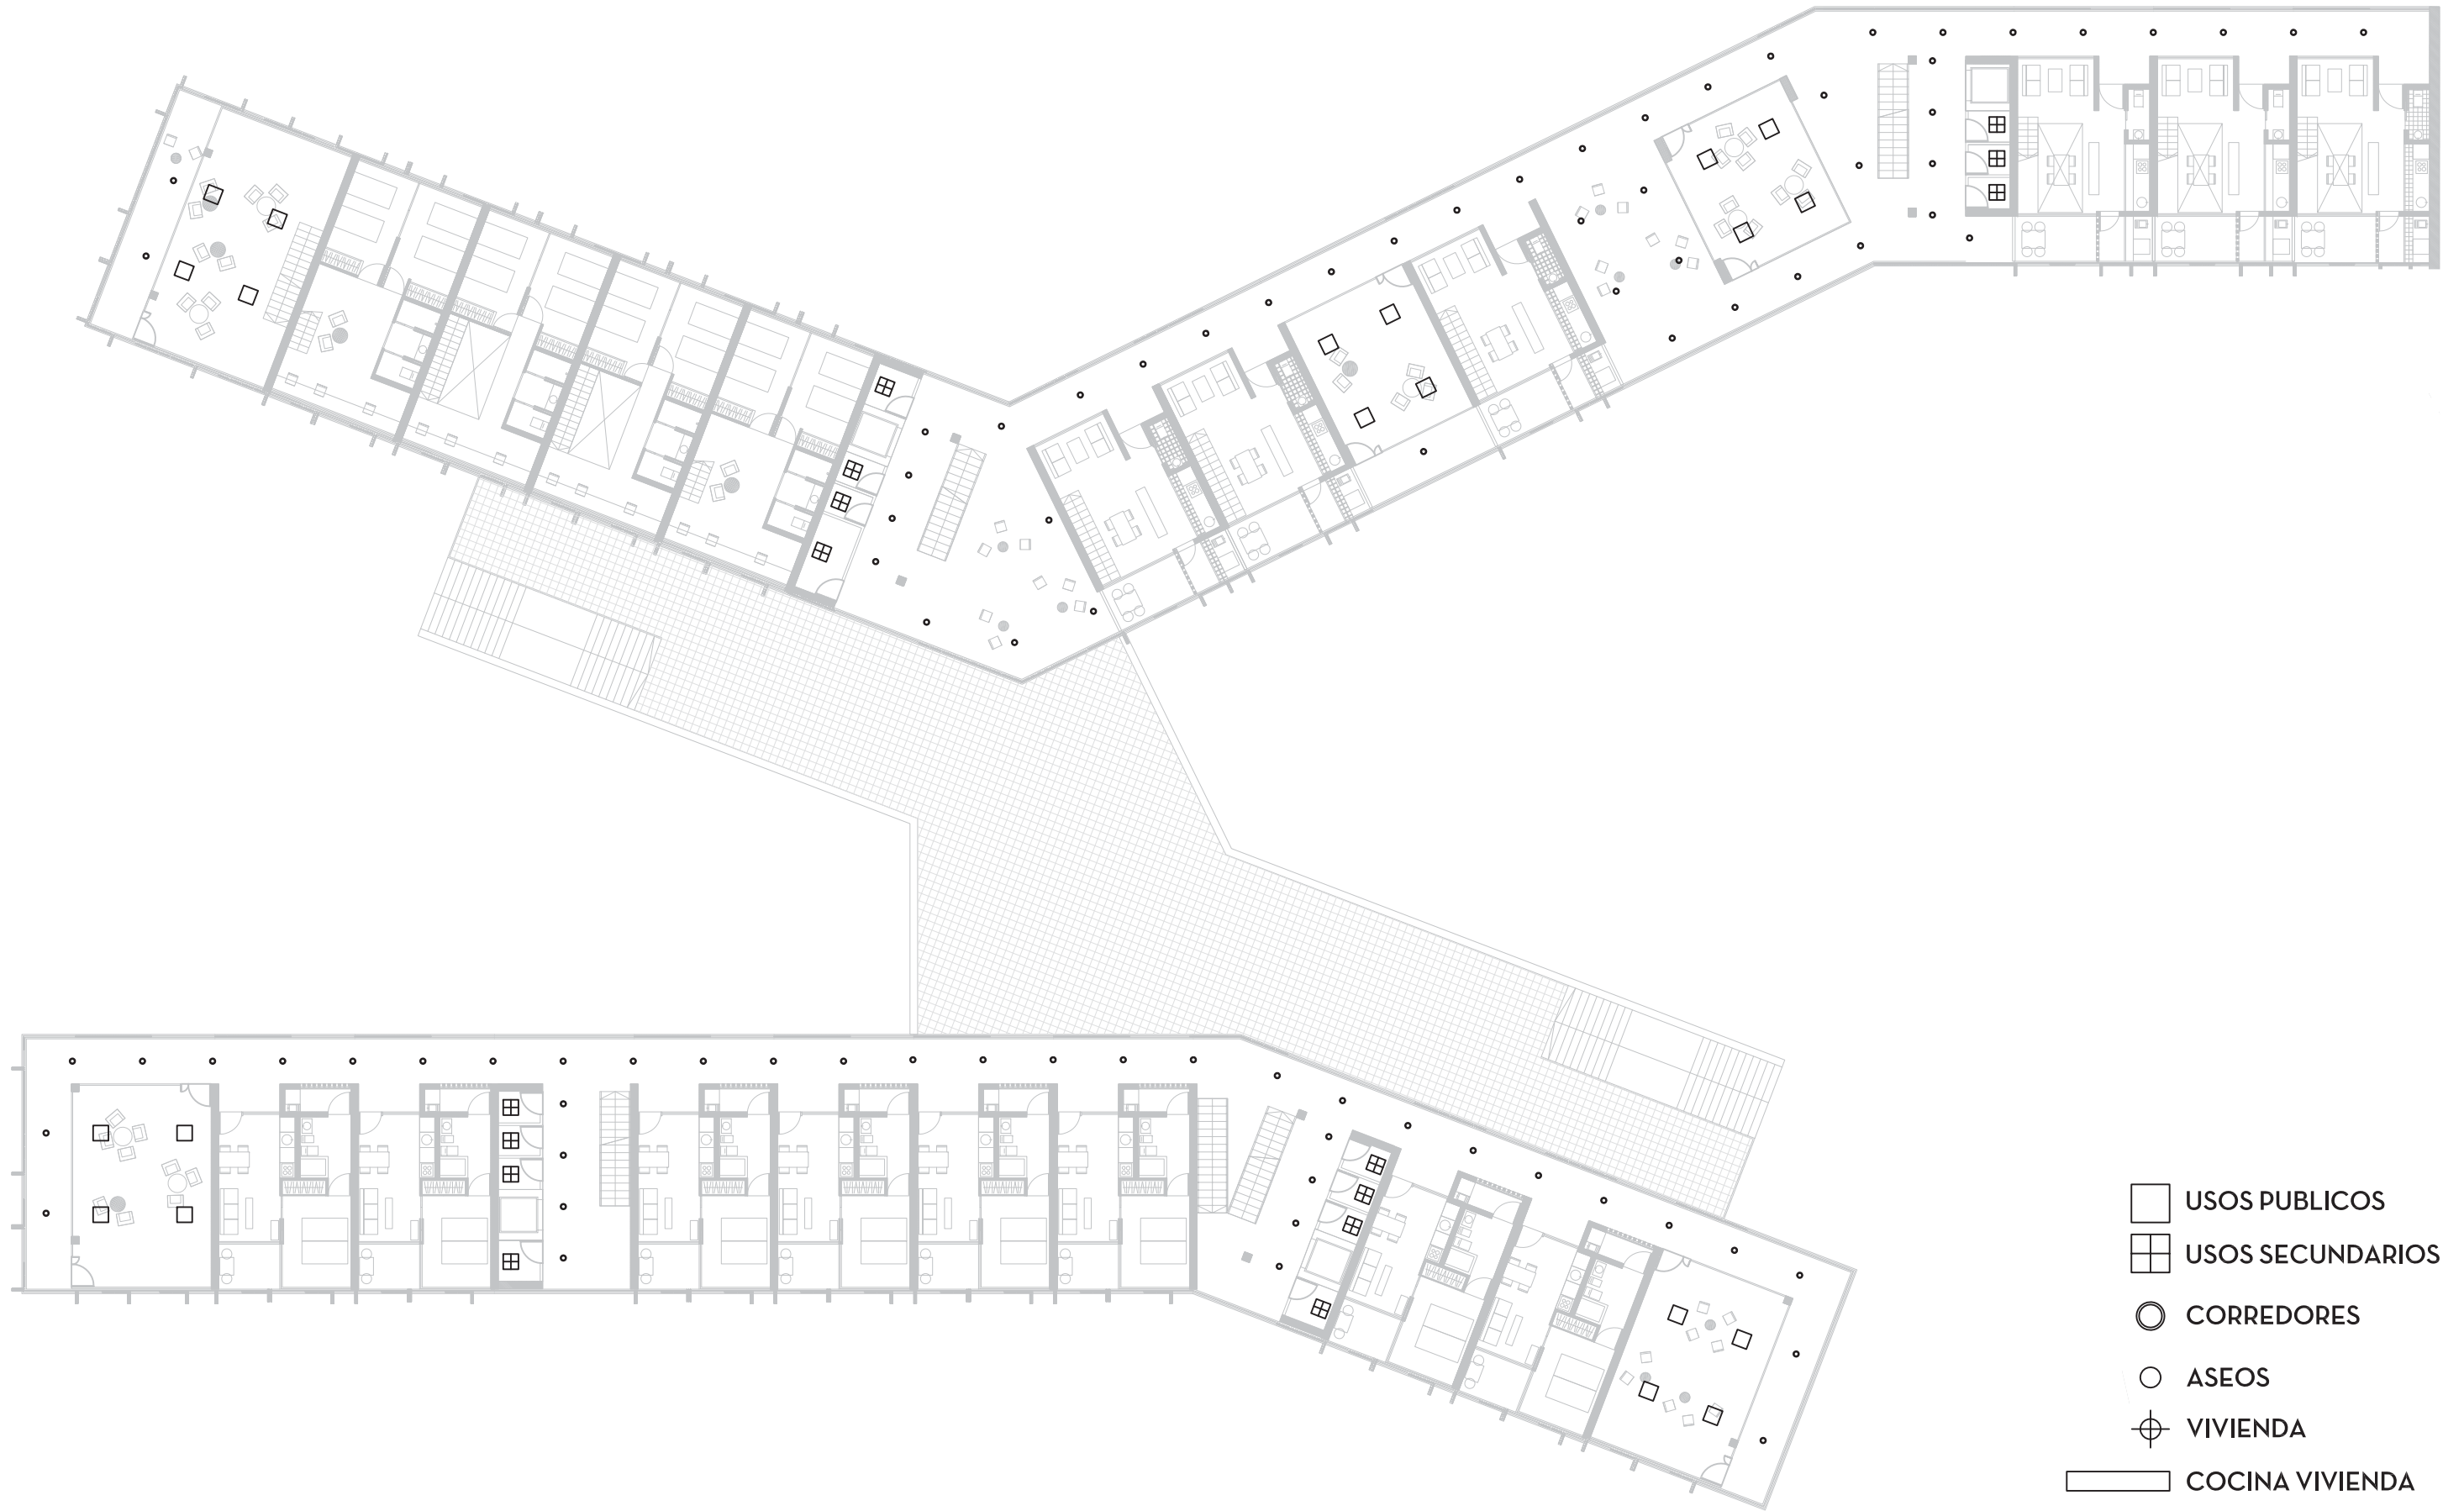 USOS PUBLICOS
USOS SECUNDARIOS
CORREDORES
ASEOS
VIVIENDA
COCINA VIVIENDA